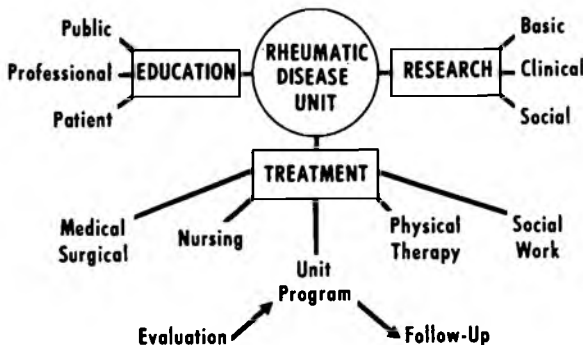 Public
Professional
Patient
EDUCATION
RHEUMATIC
DISEASE
UNIT
RESEARCH
Basic
Clinical
Social
TREATMENT
Medical
Surgical
Nursing
Unit
Program
Physical
Therapy
Social
Work
Evaluation
Follow-Up